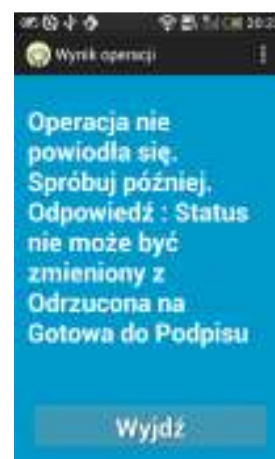 Wynik operacji
Operacja nie
powiodła się.
Spróbuj później.
Odpowiedź : Status
nie może być
zmieniony z
Odrzucona na
Gotowa do Podpisu
Wyjdź